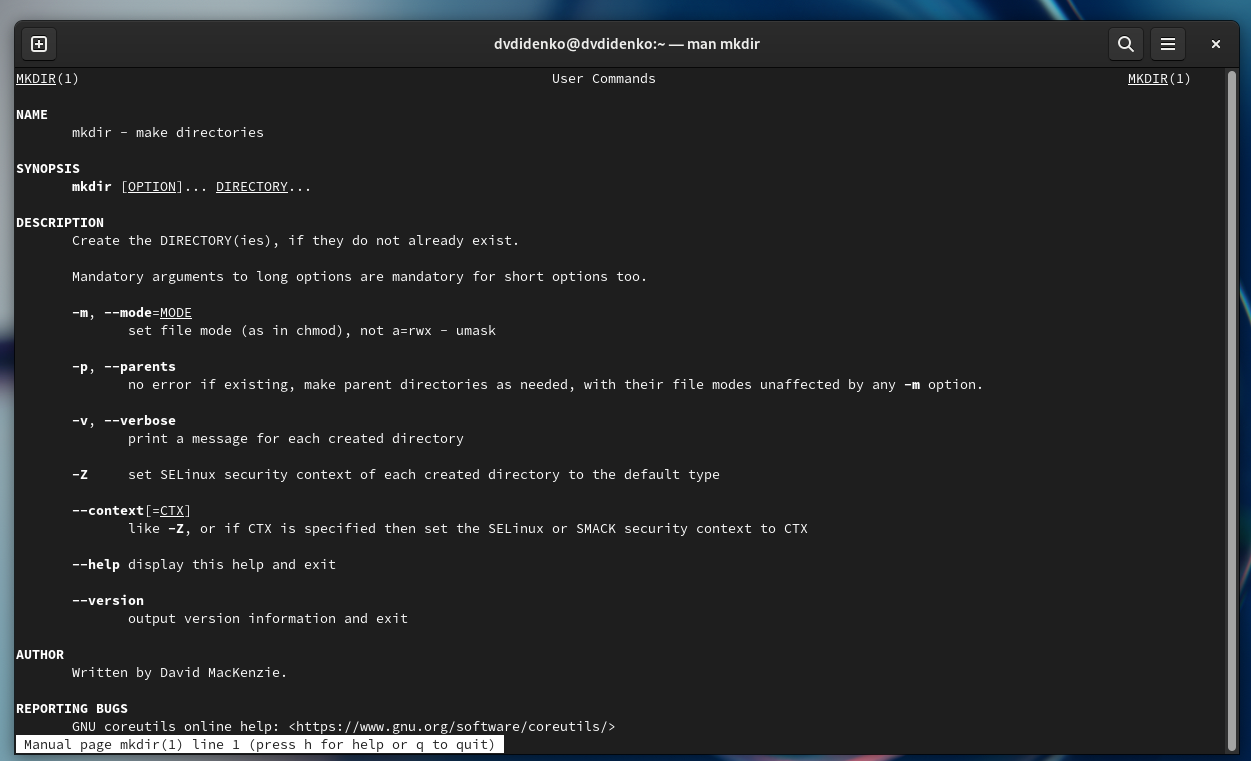 dvdidenko@dvdidenko:~ — man mkdir
MKDIR(1) User Commands MKDIR(1)
NAME
mkdir - make directories
SYNOPSIS
mkdir [OPTION]... DIRECTORY...
DESCRIPTION
Create the DIRECTORY(ies), if they do not already exist.
Mandatory arguments to long options are mandatory for short options too.
-m, --mode=MODE
set file mode (as in chmod), not a=rwx - umask
-p, --parents
no error if existing, make parent directories as needed, with their file modes unaffected by any -m option.
-v, --verbose
print a message for each created directory
-Z set SELinux security context of each created directory to the default type
--context[=CTX]
like -Z, or if CTX is specified then set the SELinux or SMACK security context to CTX
--help display this help and exit
--version
output version information and exit
AUTHOR
Written by David MacKenzie.
REPORTING BUGS
GNU coreutils online help: <https://www.gnu.org/software/coreutils/>
Manual page mkdir(1) line 1 (press h for help or q to quit)